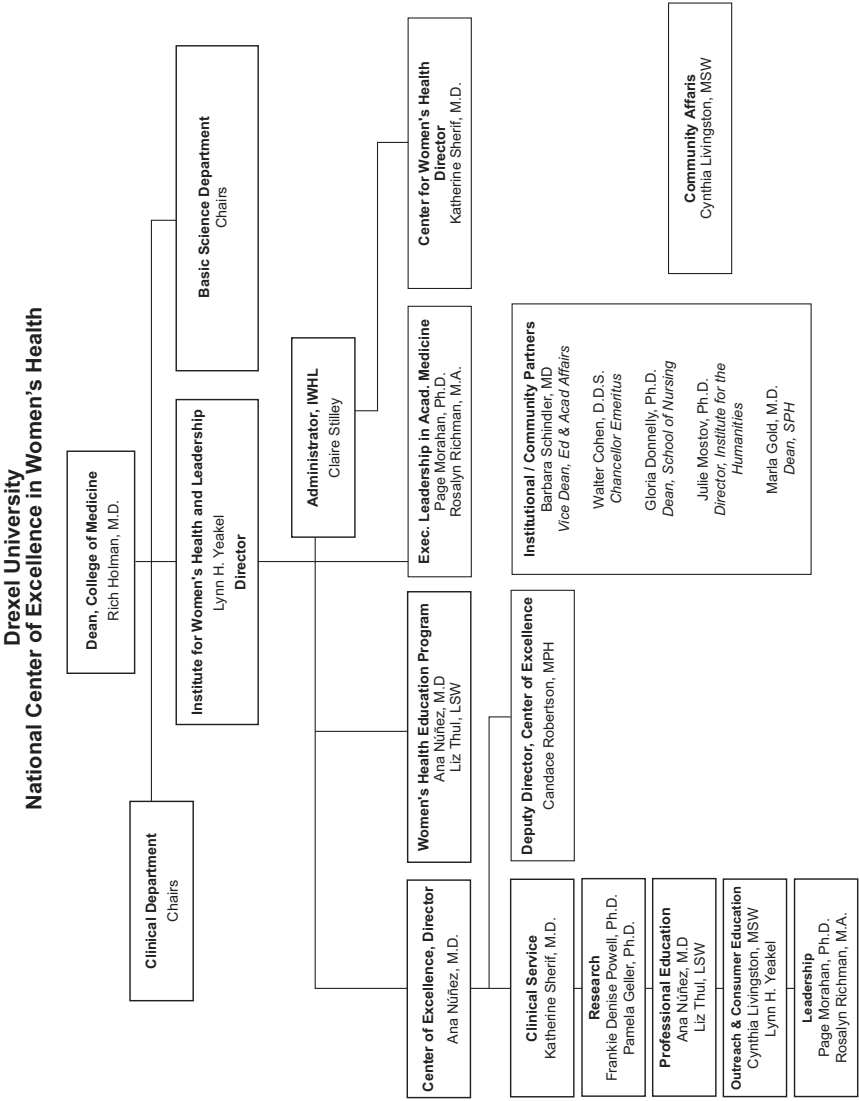 Drexel University
National Center of Excellence in Women's Health
Dean, College of Medicine
Rich Holman, M.D.
Clinical Department
Chairs
Institute for Women's Health and Leadership
Lynn H. Yeakel
Director
Basic Science Department
Chairs
Administrator, IWHL
Claire Stilley
Center of Excellence, Director
Ana Núñez, M.D.
Women's Health Education Program
Ana Núñez, M.D
Liz Thul, LSW
Exec. Leadership in Acad. Medicine
Page Morahan, Ph.D.
Rosalyn Richman, M.A.
Center for Women's Health
Director
Katherine Sherif, M.D.
Clinical Service
Katherine Sherif, M.D.
Research
Frankie Denise Powell, Ph.D.
Pamela Geller, Ph.D.
Professional Education
Ana Núñez, M.D
Liz Thul, LSW
Outreach & Consumer Education
Cynthia Livingston, MSW
Lynn H. Yeakel
Leadership
Page Morahan, Ph.D.
Rosalyn Richman, M.A.
Deputy Director, Center of Excellence
Candace Robertson, MPH
Institutional / Community Partners
Barbara Schindler, MD
Vice Dean, Ed & Acad Affairs
Walter Cohen, D.D.S.
Chancellor Emeritus
Gloria Donnelly, Ph.D.
Dean, School of Nursing
Julie Mostov, Ph.D.
Director, Institute for the
Humanities
Marla Gold, M.D.
Dean, SPH
Community Affaris
Cynthia Livingston, MSW